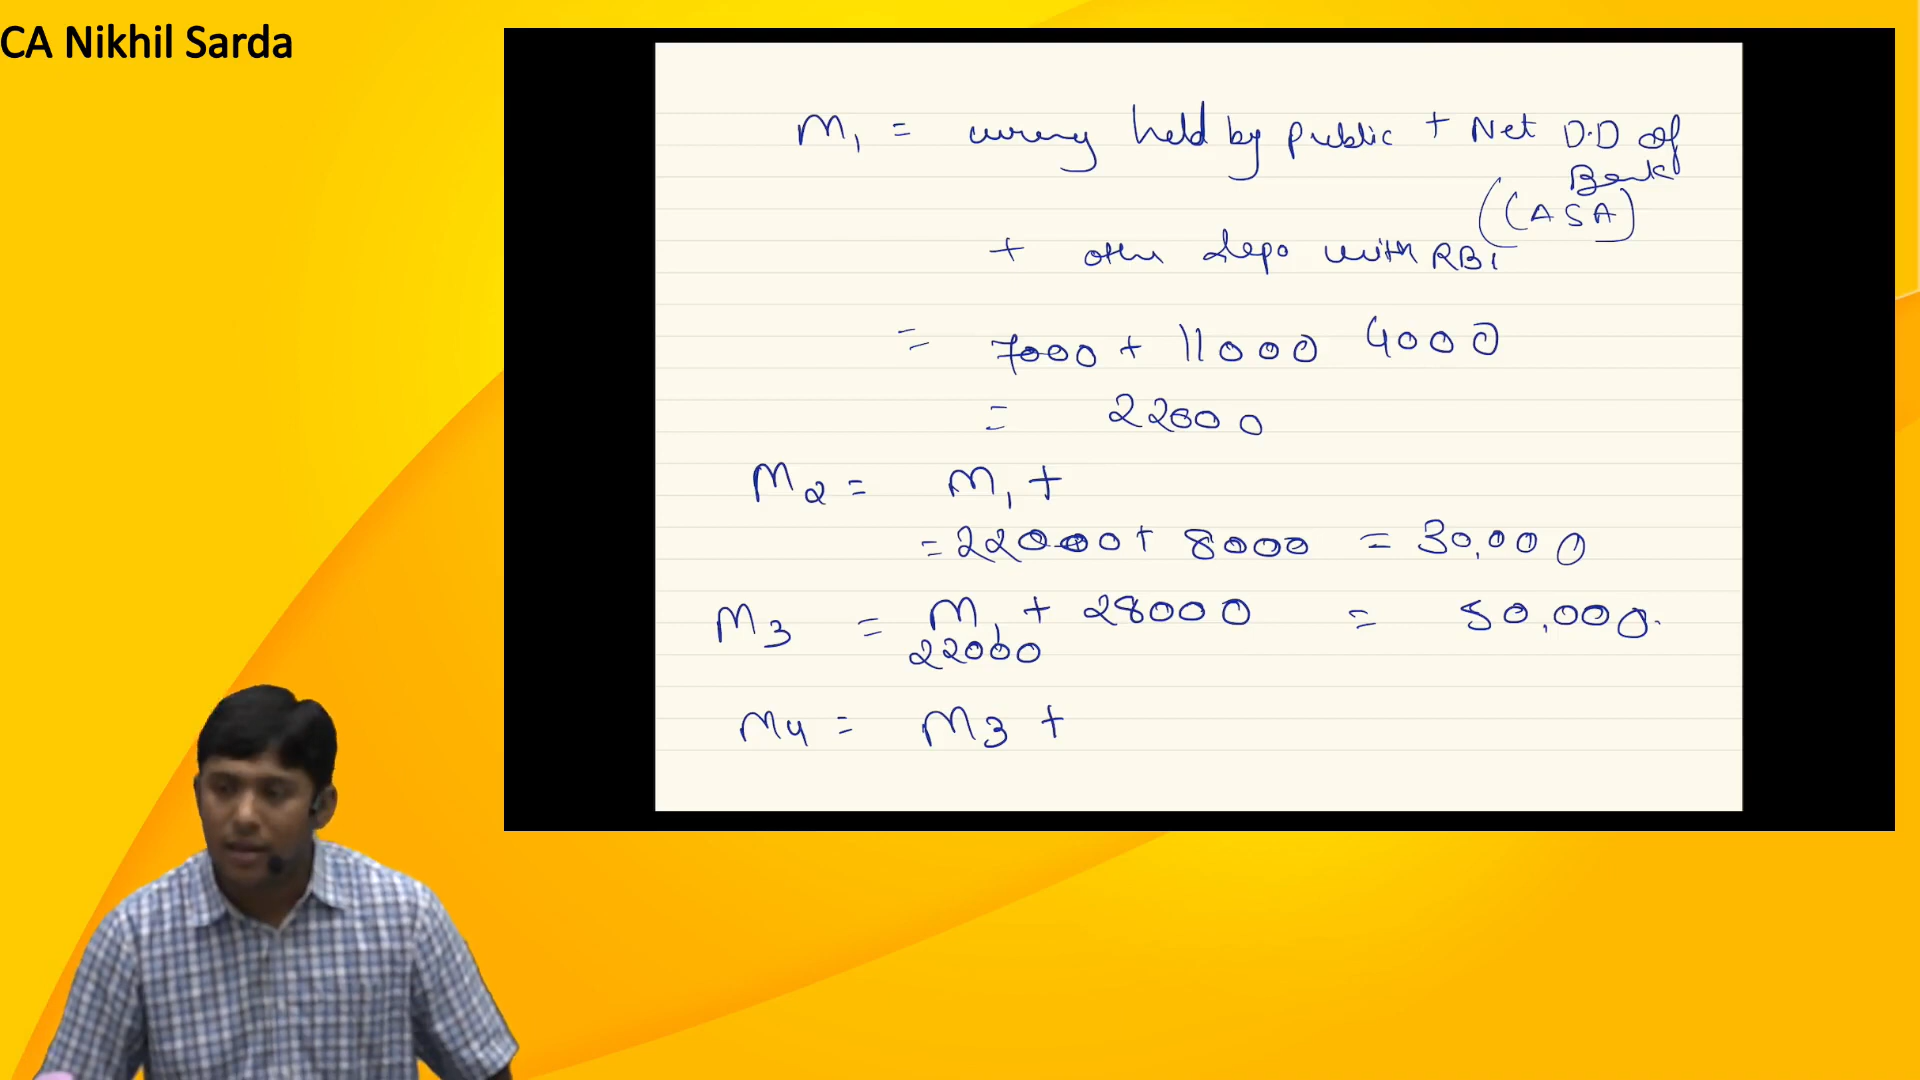 CA Nikhil Sarda
M1 = currency held by public + Net D.D of
Bank
(CASA)
+ other depo with RBI
= 7000 + 11000 4000
= 22000
M2 = M1 +
= 22000 + 8000 = 30,000
M3 = M1 + 28000 = 50,000.
22000
M4 = M3 +